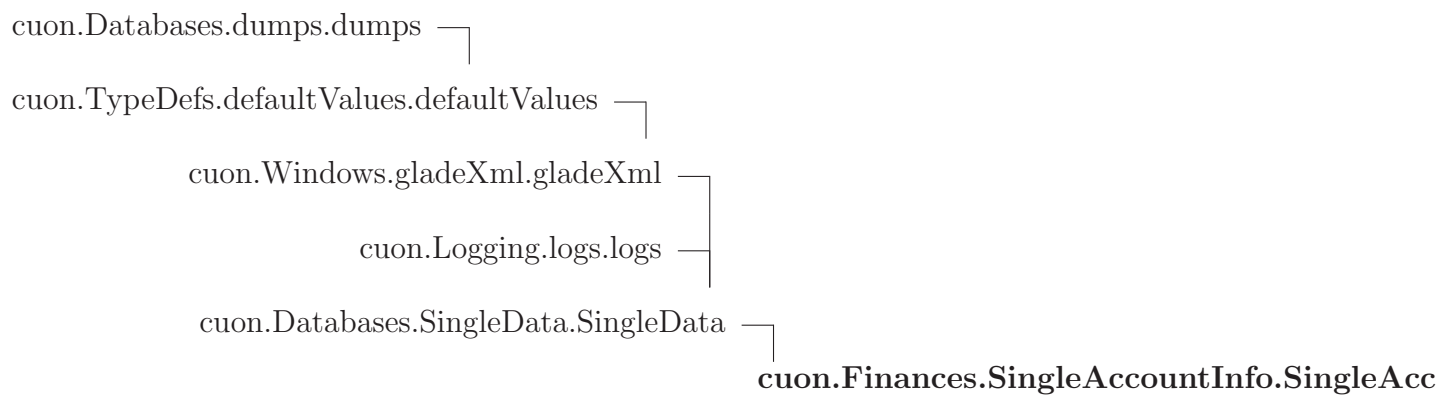 cuon.Databases.dumps.dumps
cuon.TypeDefs.defaultValues.defaultValues
cuon.Windows.gladeXml.gladeXml
cuon.Logging.logs.logs
cuon.Databases.SingleData.SingleData
cuon.Finances.SingleAccountInfo.SingleAcc